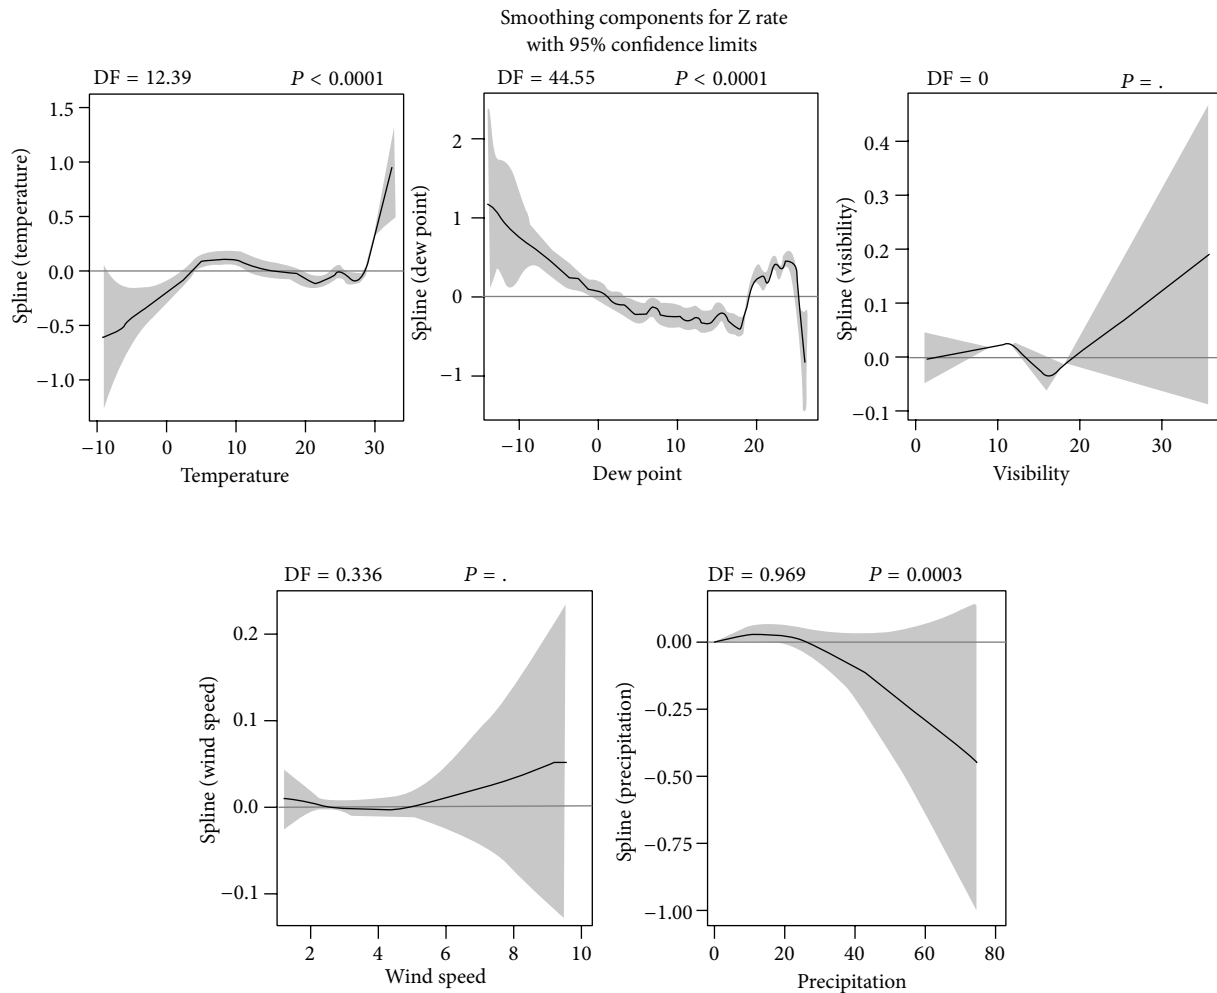 Smoothing components for Z rate
with 95% confidence limits
DF = 12.39 P < 0.0001
1.5
1.0
0.5
0.0
−0.5
−1.0
Spline (temperature)
−10 0 10 20 30
Temperature
DF = 44.55 P < 0.0001
2
1
0
−1
Spline (dew point)
−10 0 10 20
Dew point
DF = 0 P = .
0.4
0.3
0.2
0.1
0.0
−0.1
Spline (visibility)
0 10 20 30
Visibility
DF = 0.336 P = .
0.2
0.1
0.0
−0.1
Spline (wind speed)
2 4 6 8 10
Wind speed
DF = 0.969 P = 0.0003
0.00
−0.25
−0.50
−0.75
−1.00
Spline (precipitation)
0 20 40 60 80
Precipitation